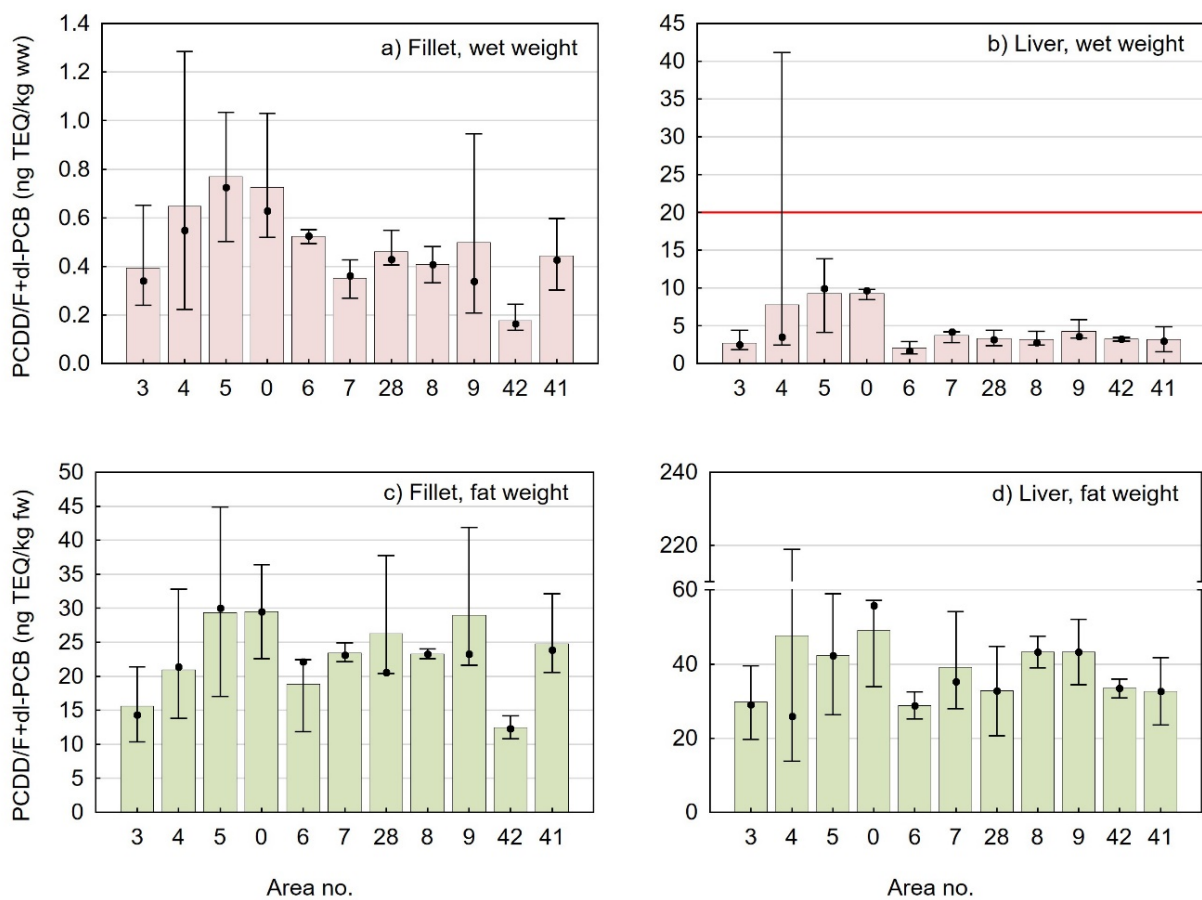 PCDD/F+dl-PCB (ng TEQ/kg ww)
a) Fillet, wet weight
1.4
1.2
1.0
0.8
0.6
0.4
0.2
0.0
3 4 5 0 6 7 28 8 9 42 41
b) Liver, wet weight
45
40
35
30
25
20
15
10
5
0
3 4 5 0 6 7 28 8 9 42 41
PCDD/F+dl-PCB (ng TEQ/kg fw)
c) Fillet, fat weight
50
45
40
35
30
25
20
15
10
5
0
3 4 5 0 6 7 28 8 9 42 41
Area no.
d) Liver, fat weight
240
220
60
40
20
0
3 4 5 0 6 7 28 8 9 42 41
Area no.